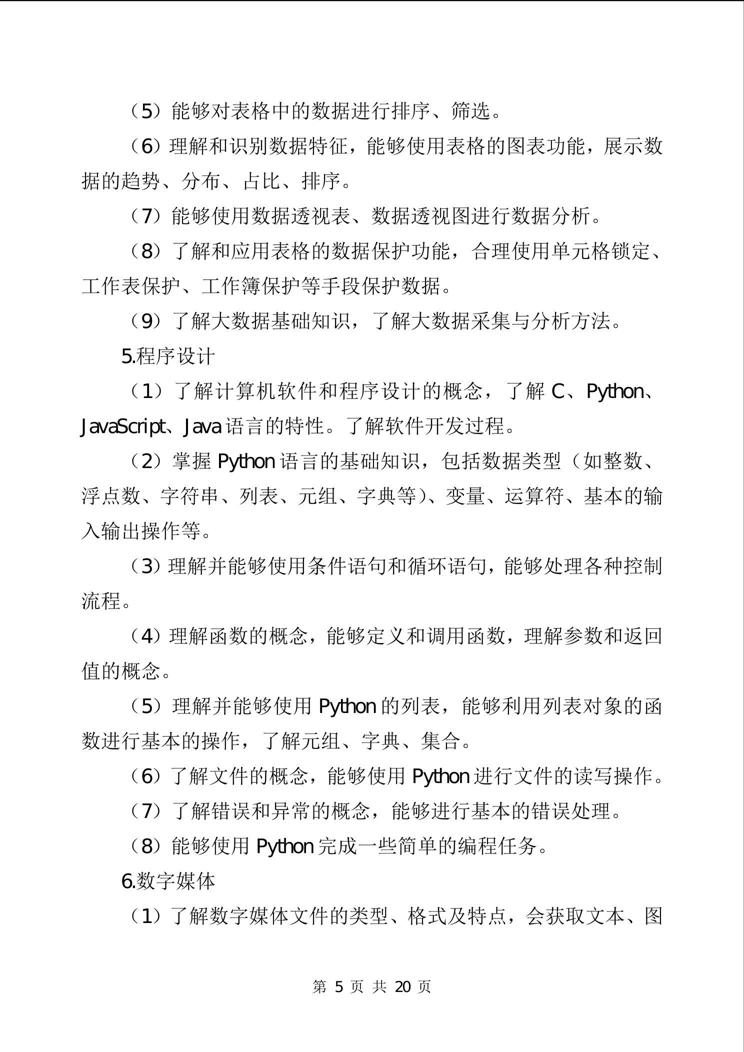 （5）能够对表格中的数据进行排序、筛选。
（6）理解和识别数据特征，能够使用表格的图表功能，展示数
据的趋势、分布、占比、排序。
（7）能够使用数据透视表、数据透视图进行数据分析。
（8）了解和应用表格的数据保护功能，合理使用单元格锁定、
工作表保护、工作簿保护等手段保护数据。
（9）了解大数据基础知识，了解大数据采集与分析方法。
5.程序设计
（1）了解计算机软件和程序设计的概念，了解 C、Python、
JavaScript、Java 语言的特性。了解软件开发过程。
（2）掌握 Python 语言的基础知识，包括数据类型（如整数、
浮点数、字符串、列表、元组、字典等）、变量、运算符、基本的输
入输出操作等。
（3）理解并能够使用条件语句和循环语句，能够处理各种控制
流程。
（4）理解函数的概念，能够定义和调用函数，理解参数和返回
值的概念。
（5）理解并能够使用 Python 的列表，能够利用列表对象的函
数进行基本的操作，了解元组、字典、集合。
（6）了解文件的概念，能够使用 Python 进行文件的读写操作。
（7）了解错误和异常的概念，能够进行基本的错误处理。
（8）能够使用 Python 完成一些简单的编程任务。
6.数字媒体
（1）了解数字媒体文件的类型、格式及特点，会获取文本、图
第 5 页 共 20 页